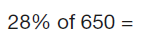 28% of 650 =